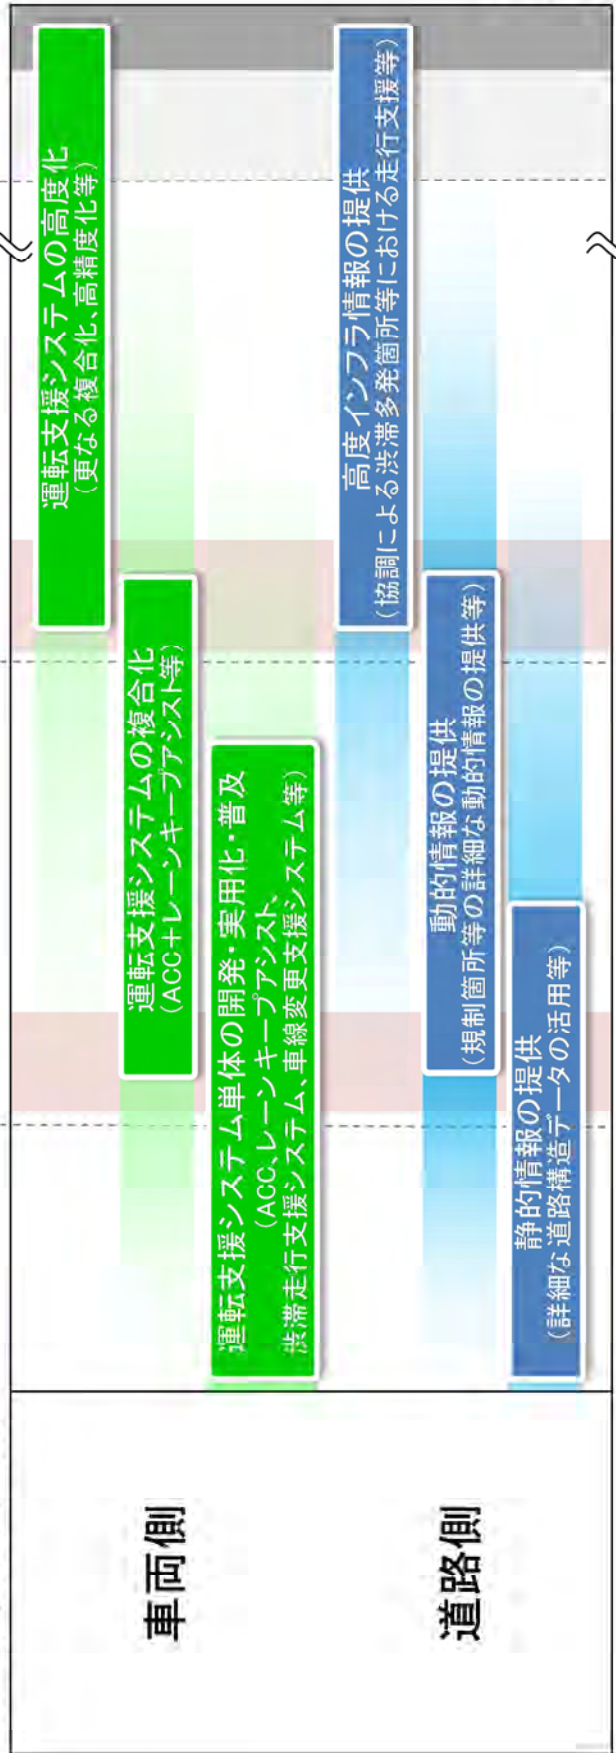 車両側
運転支援システムの高度化
(更なる複合化、高精度化等)
運転支援システムの複合化
(ACC+レーンキープアシスト等)
運転支援システム単体の開発・実用化・普及
(ACC、レーンキープアシスト、
渋滞走行支援システム、車線変更支援システム等)
道路側
高度インフラ情報の提供
(協調による渋滞多発箇所等における走行支援等)
動的情報の提供
(規制箇所等の詳細な動的情報の提供等)
静的情報の提供
(詳細な道路構造データの活用等)